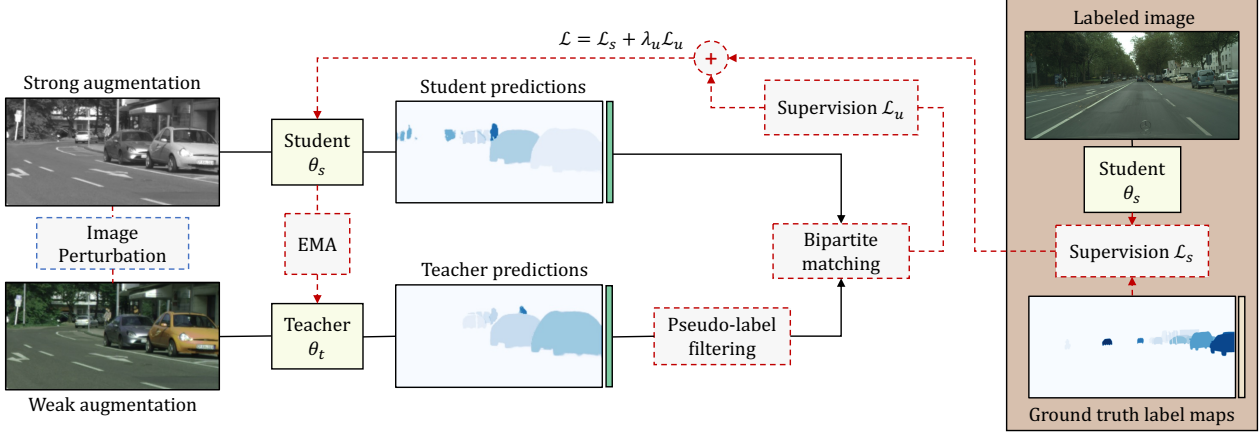 Labeled image
ℒ = ℒ_s + λ_u ℒ_u
Strong augmentation
Student predictions
Supervision ℒ_u
+
Student
θ_s
Student
θ_s
Image
Perturbation
EMA
Bipartite
matching
Supervision ℒ_s
Teacher predictions
Teacher
θ_t
Pseudo-label
filtering
Weak augmentation
Ground truth label maps